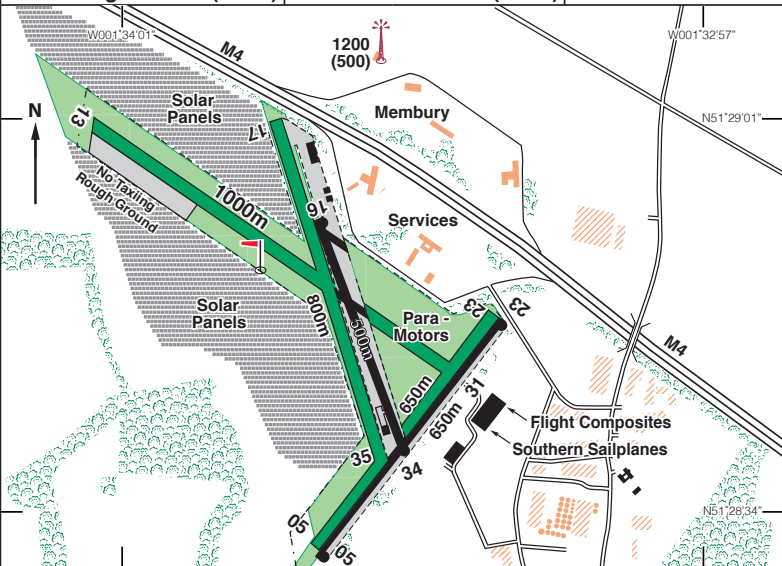 W001°34'01"
W001°32'57"
M4
1200
(500)
Membury
Solar
Panels
N
N51°29'01"
13
17
No Taxiing
Rough Ground
1000m
16
Services
Solar
Panels
800m
500m
Para -
Motors
23
23
M4
650m
650m
31
Flight Composites
Southern Sailplanes
35
34
05
05
N51°28'34"